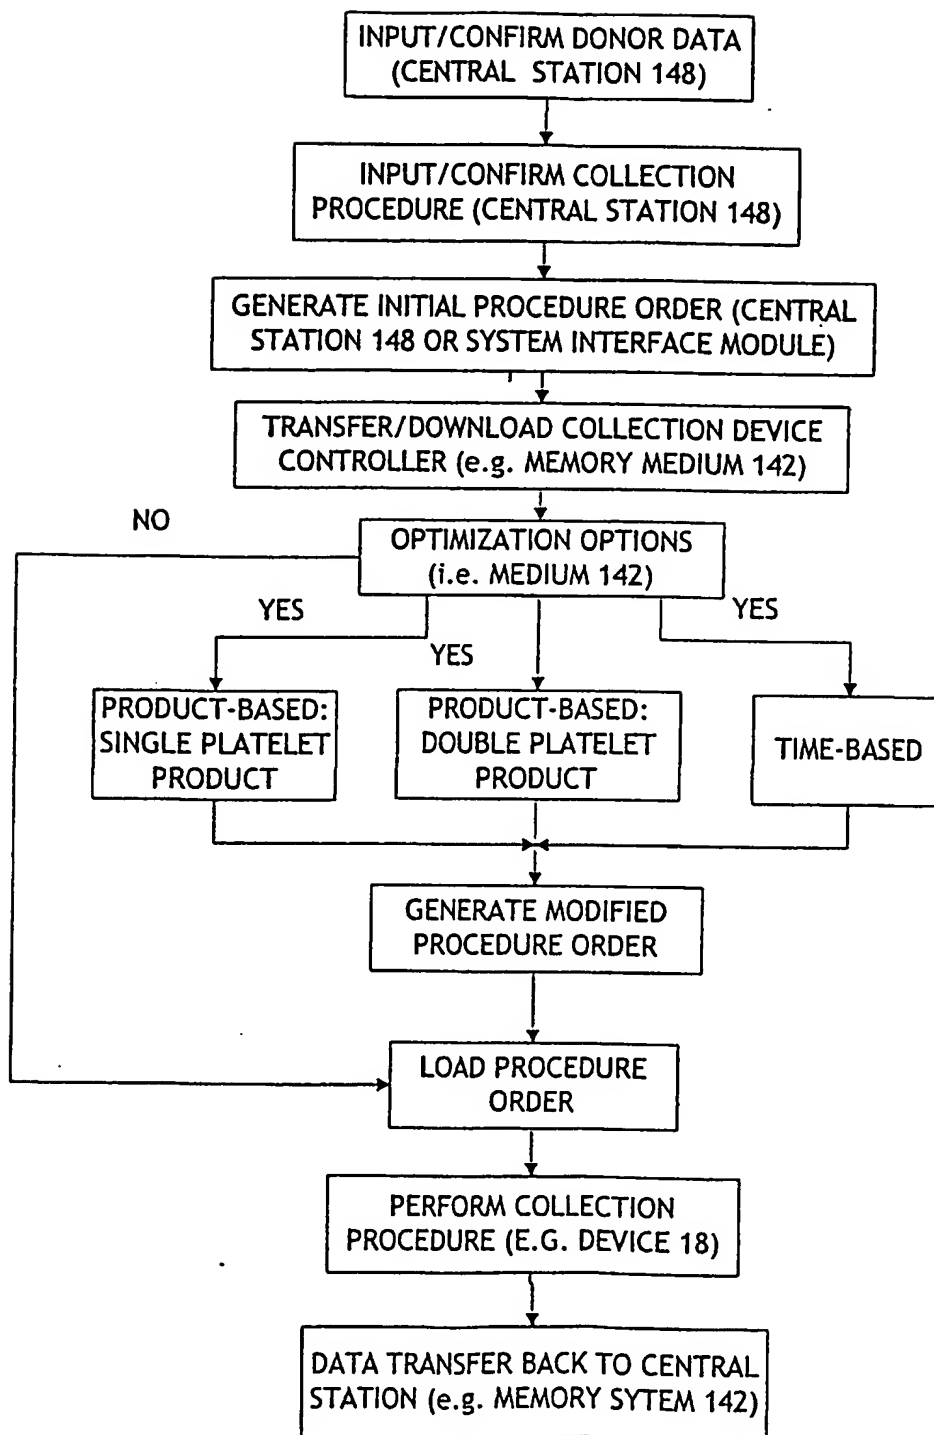 INPUT/CONFIRM DONOR DATA
(CENTRAL STATION 148)
INPUT/CONFIRM COLLECTION
PROCEDURE (CENTRAL STATION 148)
GENERATE INITIAL PROCEDURE ORDER (CENTRAL
STATION 148 OR SYSTEM INTERFACE MODULE)
TRANSFER/DOWNLOAD COLLECTION DEVICE
CONTROLLER (e.g. MEMORY MEDIUM 142)
NO
OPTIMIZATION OPTIONS
(i.e. MEDIUM 142)
YES
YES
YES
PRODUCT-BASED:
SINGLE PLATELET
PRODUCT
PRODUCT-BASED:
DOUBLE PLATELET
PRODUCT
TIME-BASED
GENERATE MODIFIED
PROCEDURE ORDER
LOAD PROCEDURE
ORDER
PERFORM COLLECTION
PROCEDURE (E.G. DEVICE 18)
DATA TRANSFER BACK TO CENTRAL
STATION (e.g. MEMORY SYTEM 142)